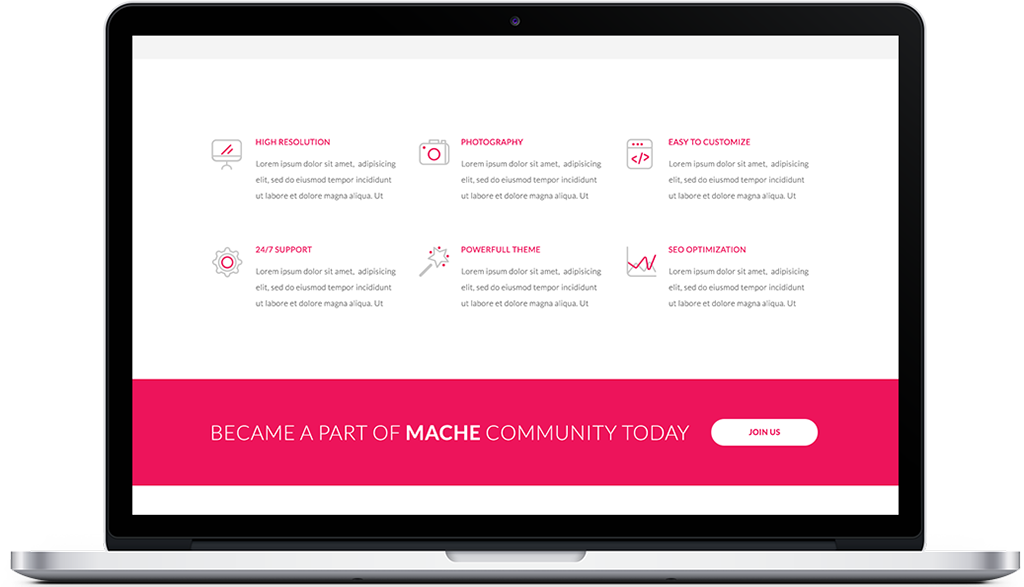 HIGH RESOLUTION
Lorem ipsum dolor sit amet, adipisicing
elit, sed do eiusmod tempor incididunt
ut labore et dolore magna aliqua. Ut
PHOTOGRAPHY
Lorem ipsum dolor sit amet, adipisicing
elit, sed do eiusmod tempor incididunt
ut labore et dolore magna aliqua. Ut
EASY TO CUSTOMIZE
Lorem ipsum dolor sit amet, adipisicing
elit, sed do eiusmod tempor incididunt
ut labore et dolore magna aliqua. Ut
24/7 SUPPORT
Lorem ipsum dolor sit amet, adipisicing
elit, sed do eiusmod tempor incididunt
ut labore et dolore magna aliqua. Ut
POWERFULL THEME
Lorem ipsum dolor sit amet, adipisicing
elit, sed do eiusmod tempor incididunt
ut labore et dolore magna aliqua. Ut
SEO OPTIMIZATION
Lorem ipsum dolor sit amet, adipisicing
elit, sed do eiusmod tempor incididunt
ut labore et dolore magna aliqua. Ut
BECAME A PART OF MACHE COMMUNITY TODAY
JOIN US